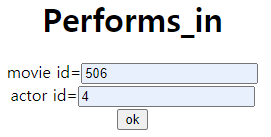 Performs_in
movie id=506
actor id=4
ok